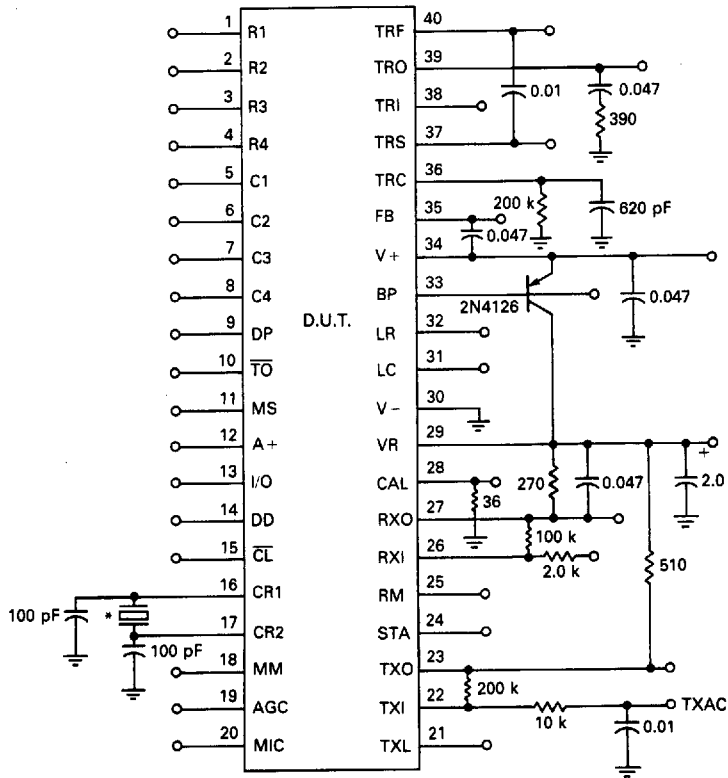 1 R1
2 R2
3 R3
4 R4
5 C1
6 C2
7 C3
8 C4
9 DP
10 TO
11 MS
12 A+
13 I/O
14 DD
15 CL
16 CR1
17 CR2
18 MM
19 AGC
20 MIC
100 pF
*
100 pF
D.U.T.
TRF 40
TRO 39
TRI 38
TRS 37
TRC 36
FB 35
V+ 34
BP 33
LR 32
LC 31
V- 30
VR 29
CAL 28
RXO 27
RXI 26
RM 25
STA 24
TXO 23
TXI 22
TXL 21
0.01
0.047
390
200 k
620 pF
0.047
2N4126
0.047
+
36
270
0.047
2.0
100 k
2.0 k
510
200 k
10 k
TXAC
0.01